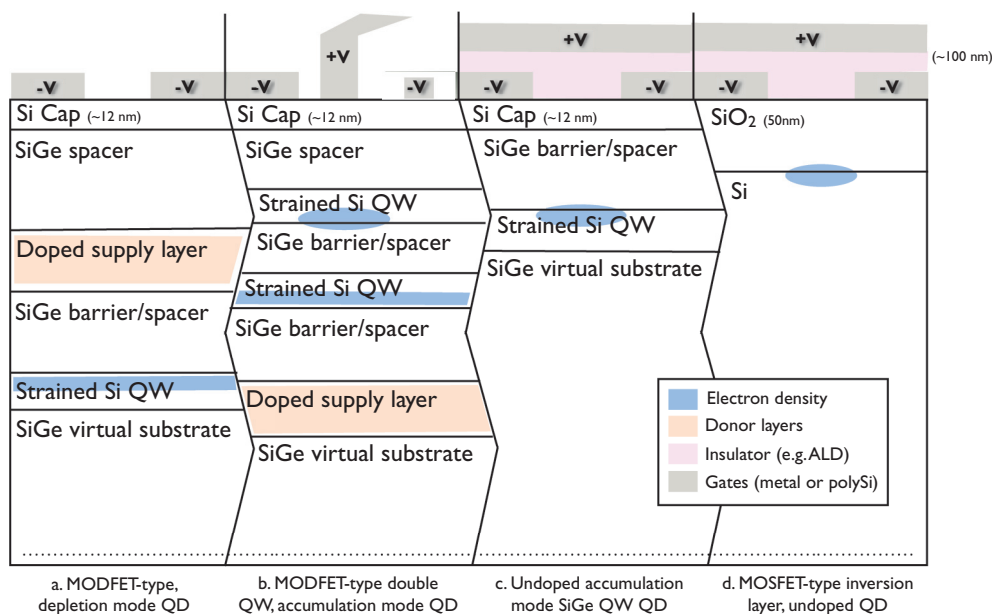 +V
+V
+V
(~100 nm)
-V
-V
-V
-V
-V
-V
-V
-V
Si Cap (~12 nm)
SiGe spacer
Doped supply layer
SiGe barrier/spacer
Strained Si QW
SiGe virtual substrate
Si Cap (~12 nm)
SiGe spacer
Strained Si QW
SiGe barrier/spacer
Strained Si QW
SiGe barrier/spacer
Doped supply layer
SiGe virtual substrate
Si Cap (~12 nm)
SiGe barrier/spacer
Strained Si QW
SiGe virtual substrate
SiO₂ (50nm)
Si
Electron density
Donor layers
Insulator (e.g. ALD)
Gates (metal or polySi)
a. MODFET-type,
depletion mode QD
b. MODFET-type double
QW, accumulation mode QD
c. Undoped accumulation
mode SiGe QW QD
d. MOSFET-type inversion
layer, undoped QD